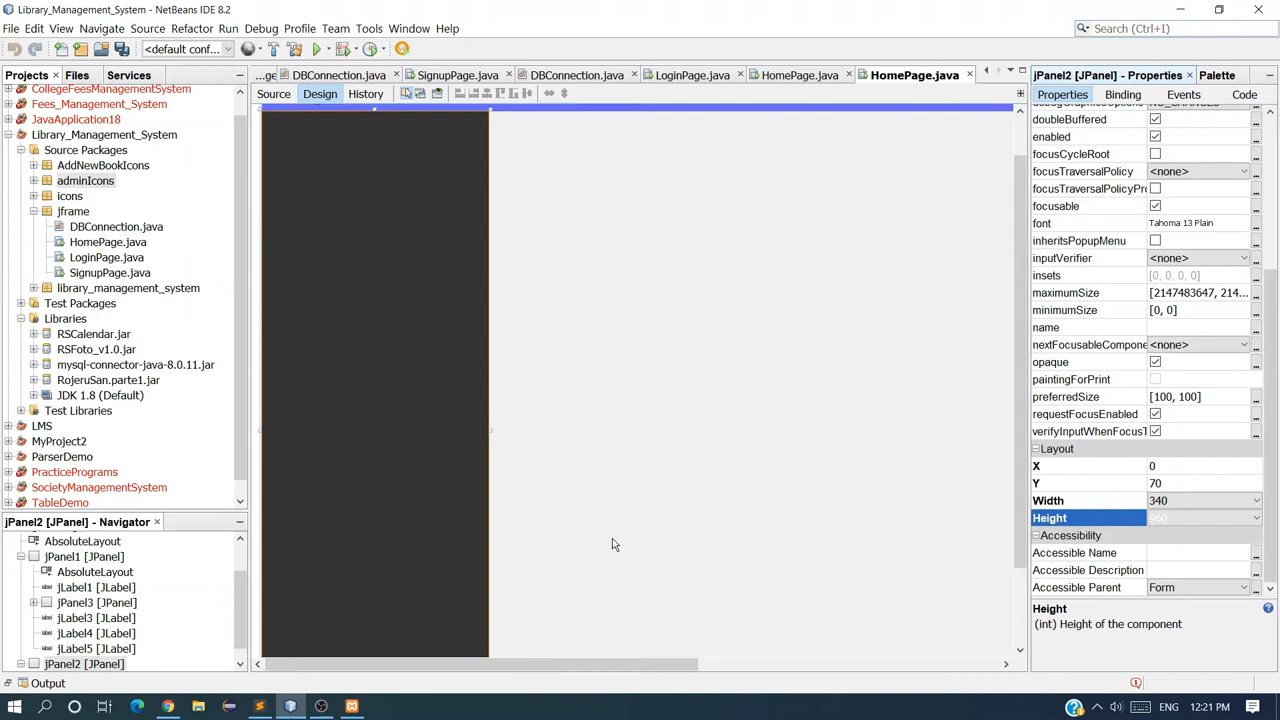 Library_Management_System - NetBeans IDE 8.2
File Edit View Navigate Source Refactor Run Debug Profile Team Tools Window Help
Search (Ctrl+I)
<default conf...
Projects Files Services
...ge DBConnection.java SignupPage.java DBConnection.java LoginPage.java HomePage.java HomePage.java
jPanel2 [JPanel] - Properties Palette
Source Design History
Properties Binding Events Code
CollegeFeesManagementSystem
Fees_Management_System
JavaApplication18
Library_Management_System
Source Packages
AddNewBookIcons
adminIcons
icons
jframe
DBConnection.java
HomePage.java
LoginPage.java
SignupPage.java
library_management_system
Test Packages
Libraries
RSCalendar.jar
RSFoto_v1.0.jar
mysql-connector-java-8.0.11.jar
RojeruSan.parte1.jar
JDK 1.8 (Default)
Test Libraries
LMS
MyProject2
ParserDemo
PracticePrograms
SocietyManagementSystem
TableDemo
jPanel2 [JPanel] - Navigator
AbsoluteLayout
jPanel1 [JPanel]
AbsoluteLayout
jLabel1 [JLabel]
jPanel3 [JPanel]
jLabel3 [JLabel]
jLabel4 [JLabel]
jLabel5 [JLabel]
jPanel2 [JPanel]
debugGraphicsOptions NO_CHANGES
doubleBuffered
enabled
focusCycleRoot
focusTraversalPolicy <none>
focusTraversalPolicyPro
focusable
font Tahoma 13 Plain
inheritsPopupMenu
inputVerifier <none>
insets [0, 0, 0, 0]
maximumSize [2147483647, 214...
minimumSize [0, 0]
name
nextFocusableCompone <none>
opaque
paintingForPrint
preferredSize [100, 100]
requestFocusEnabled
verifyInputWhenFocusT
Layout
X 0
Y 70
Width 340
Height 960
Accessibility
Accessible Name
Accessible Description
Accessible Parent Form
Height
(int) Height of the component
Output
ENG 12:21 PM